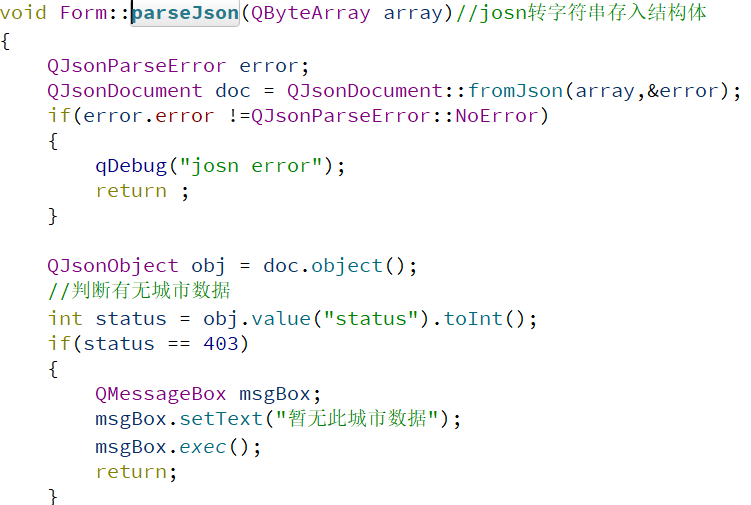 void Form::parseJson(QByteArray array)//josn转字符串存入结构体
{
    QJsonParseError error;
    QJsonDocument doc = QJsonDocument::fromJson(array,&error);
    if(error.error !=QJsonParseError::NoError)
    {
        qDebug("josn error");
        return ;
    }

    QJsonObject obj = doc.object();
    //判断有无城市数据
    int status = obj.value("status").toInt();
    if(status == 403)
    {
        QMessageBox msgBox;
        msgBox.setText("暂无此城市数据");
        msgBox.exec();
        return;
    }